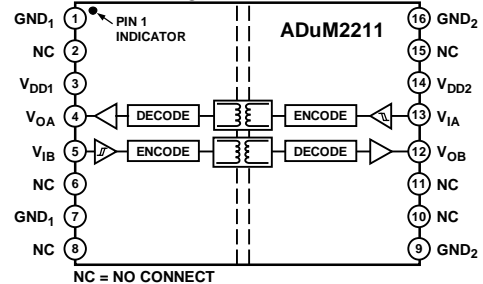 GND1 1 PIN 1 INDICATOR ADuM2211 16 GND2
NC 2 15 NC
VDD1 3 14 VDD2
VOA 4 DECODE ENCODE 13 VIA
VIB 5 ENCODE DECODE 12 VOB
NC 6 11 NC
GND1 7 10 NC
NC 8 9 GND2
NC = NO CONNECT